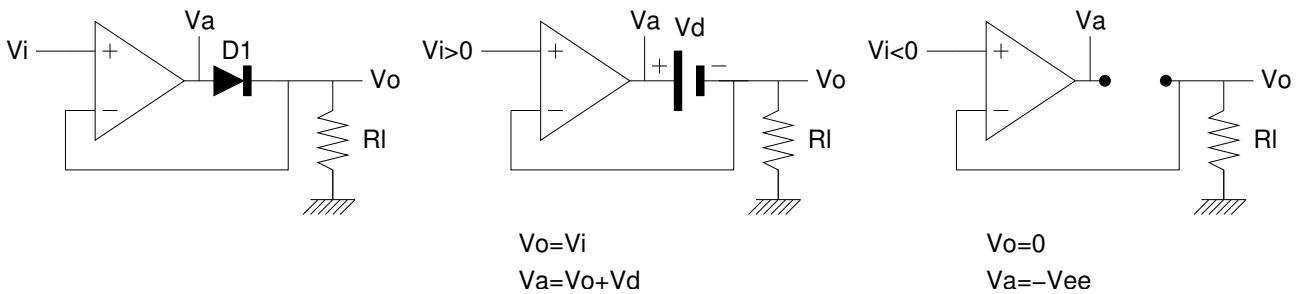 Vi
+
−
Va
D1
Vo
Rl
Vi>0
+
−
Va
Vd
+ −
Vo
Rl
Vo=Vi
Va=Vo+Vd
Vi<0
+
−
Va
Vo
Rl
Vo=0
Va=−Vee